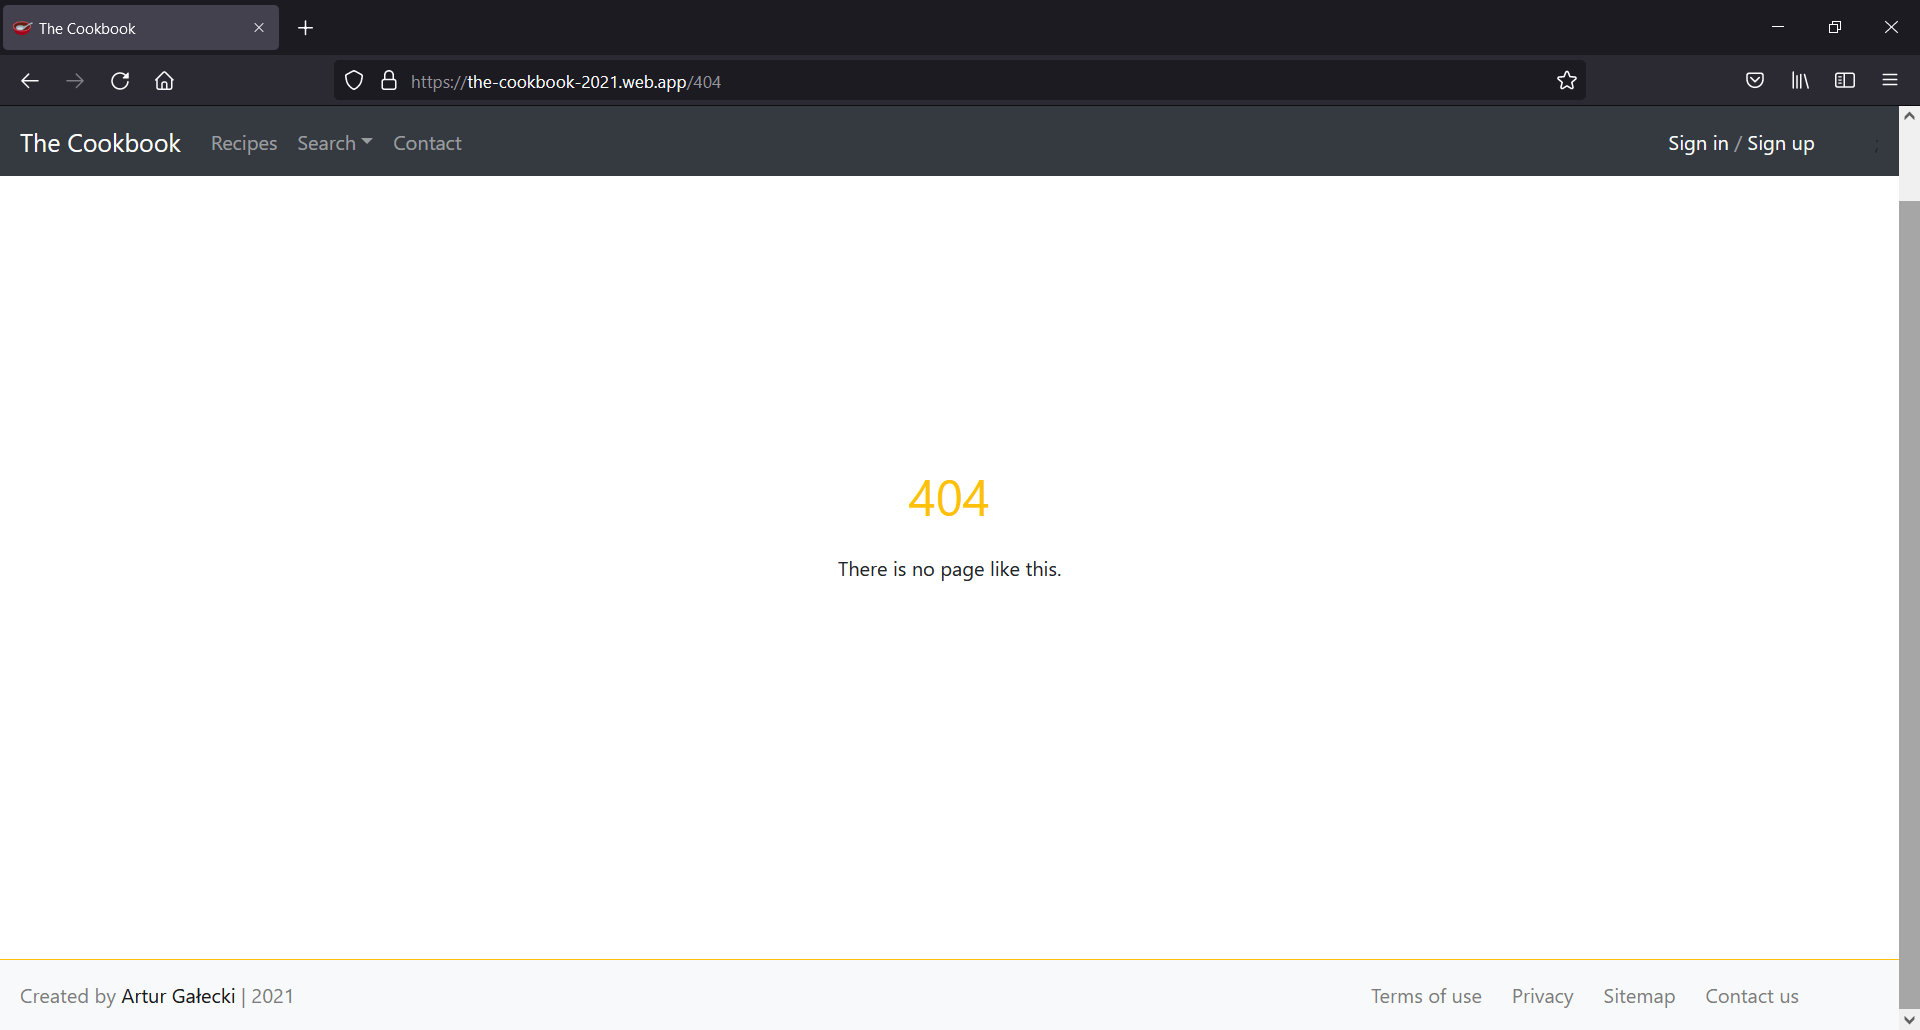 The Cookbook
https://the-cookbook-2021.web.app/404
The Cookbook Recipes Search Contact Sign in / Sign up ;
404
There is no page like this.
Created by Artur Gałecki | 2021 Terms of use Privacy Sitemap Contact us